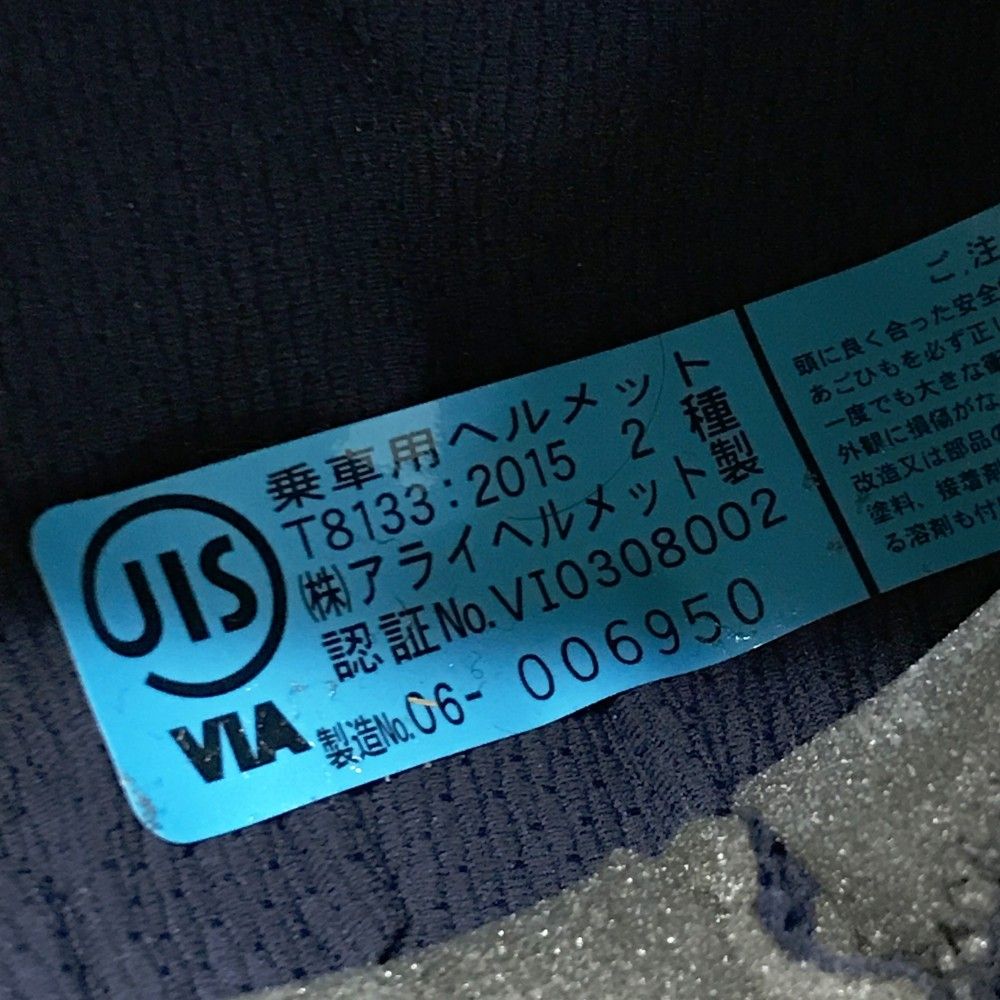 JIS
VIA
乗車用ヘルメット
T8133:2015 2種
(株)アライヘルメット製
認証No.VI0308002
製造No.06- 006950
ご注
頭に良く合った安全
あごひもを必ず正し
一度でも大きな衝
外観に損傷がな
改造又は部品の
塗料、接着剤
る溶剤も付